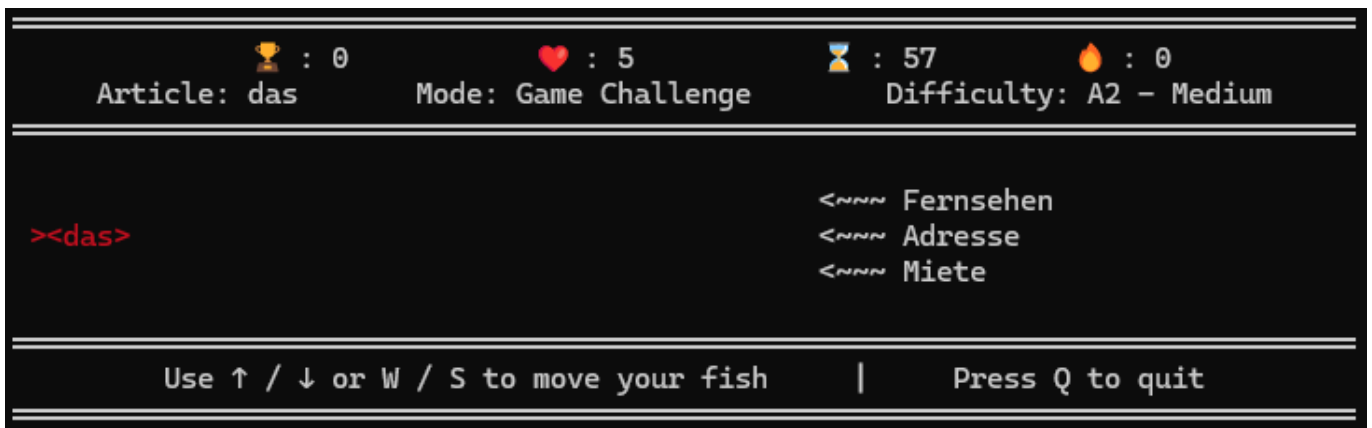 🏆 : 0 ❤️ : 5 ⏳ : 57 🔥 : 0
Article: das Mode: Game Challenge Difficulty: A2 – Medium
<~~~ Fernsehen
><das> <~~~ Adresse
<~~~ Miete
Use ↑ / ↓ or W / S to move your fish | Press Q to quit